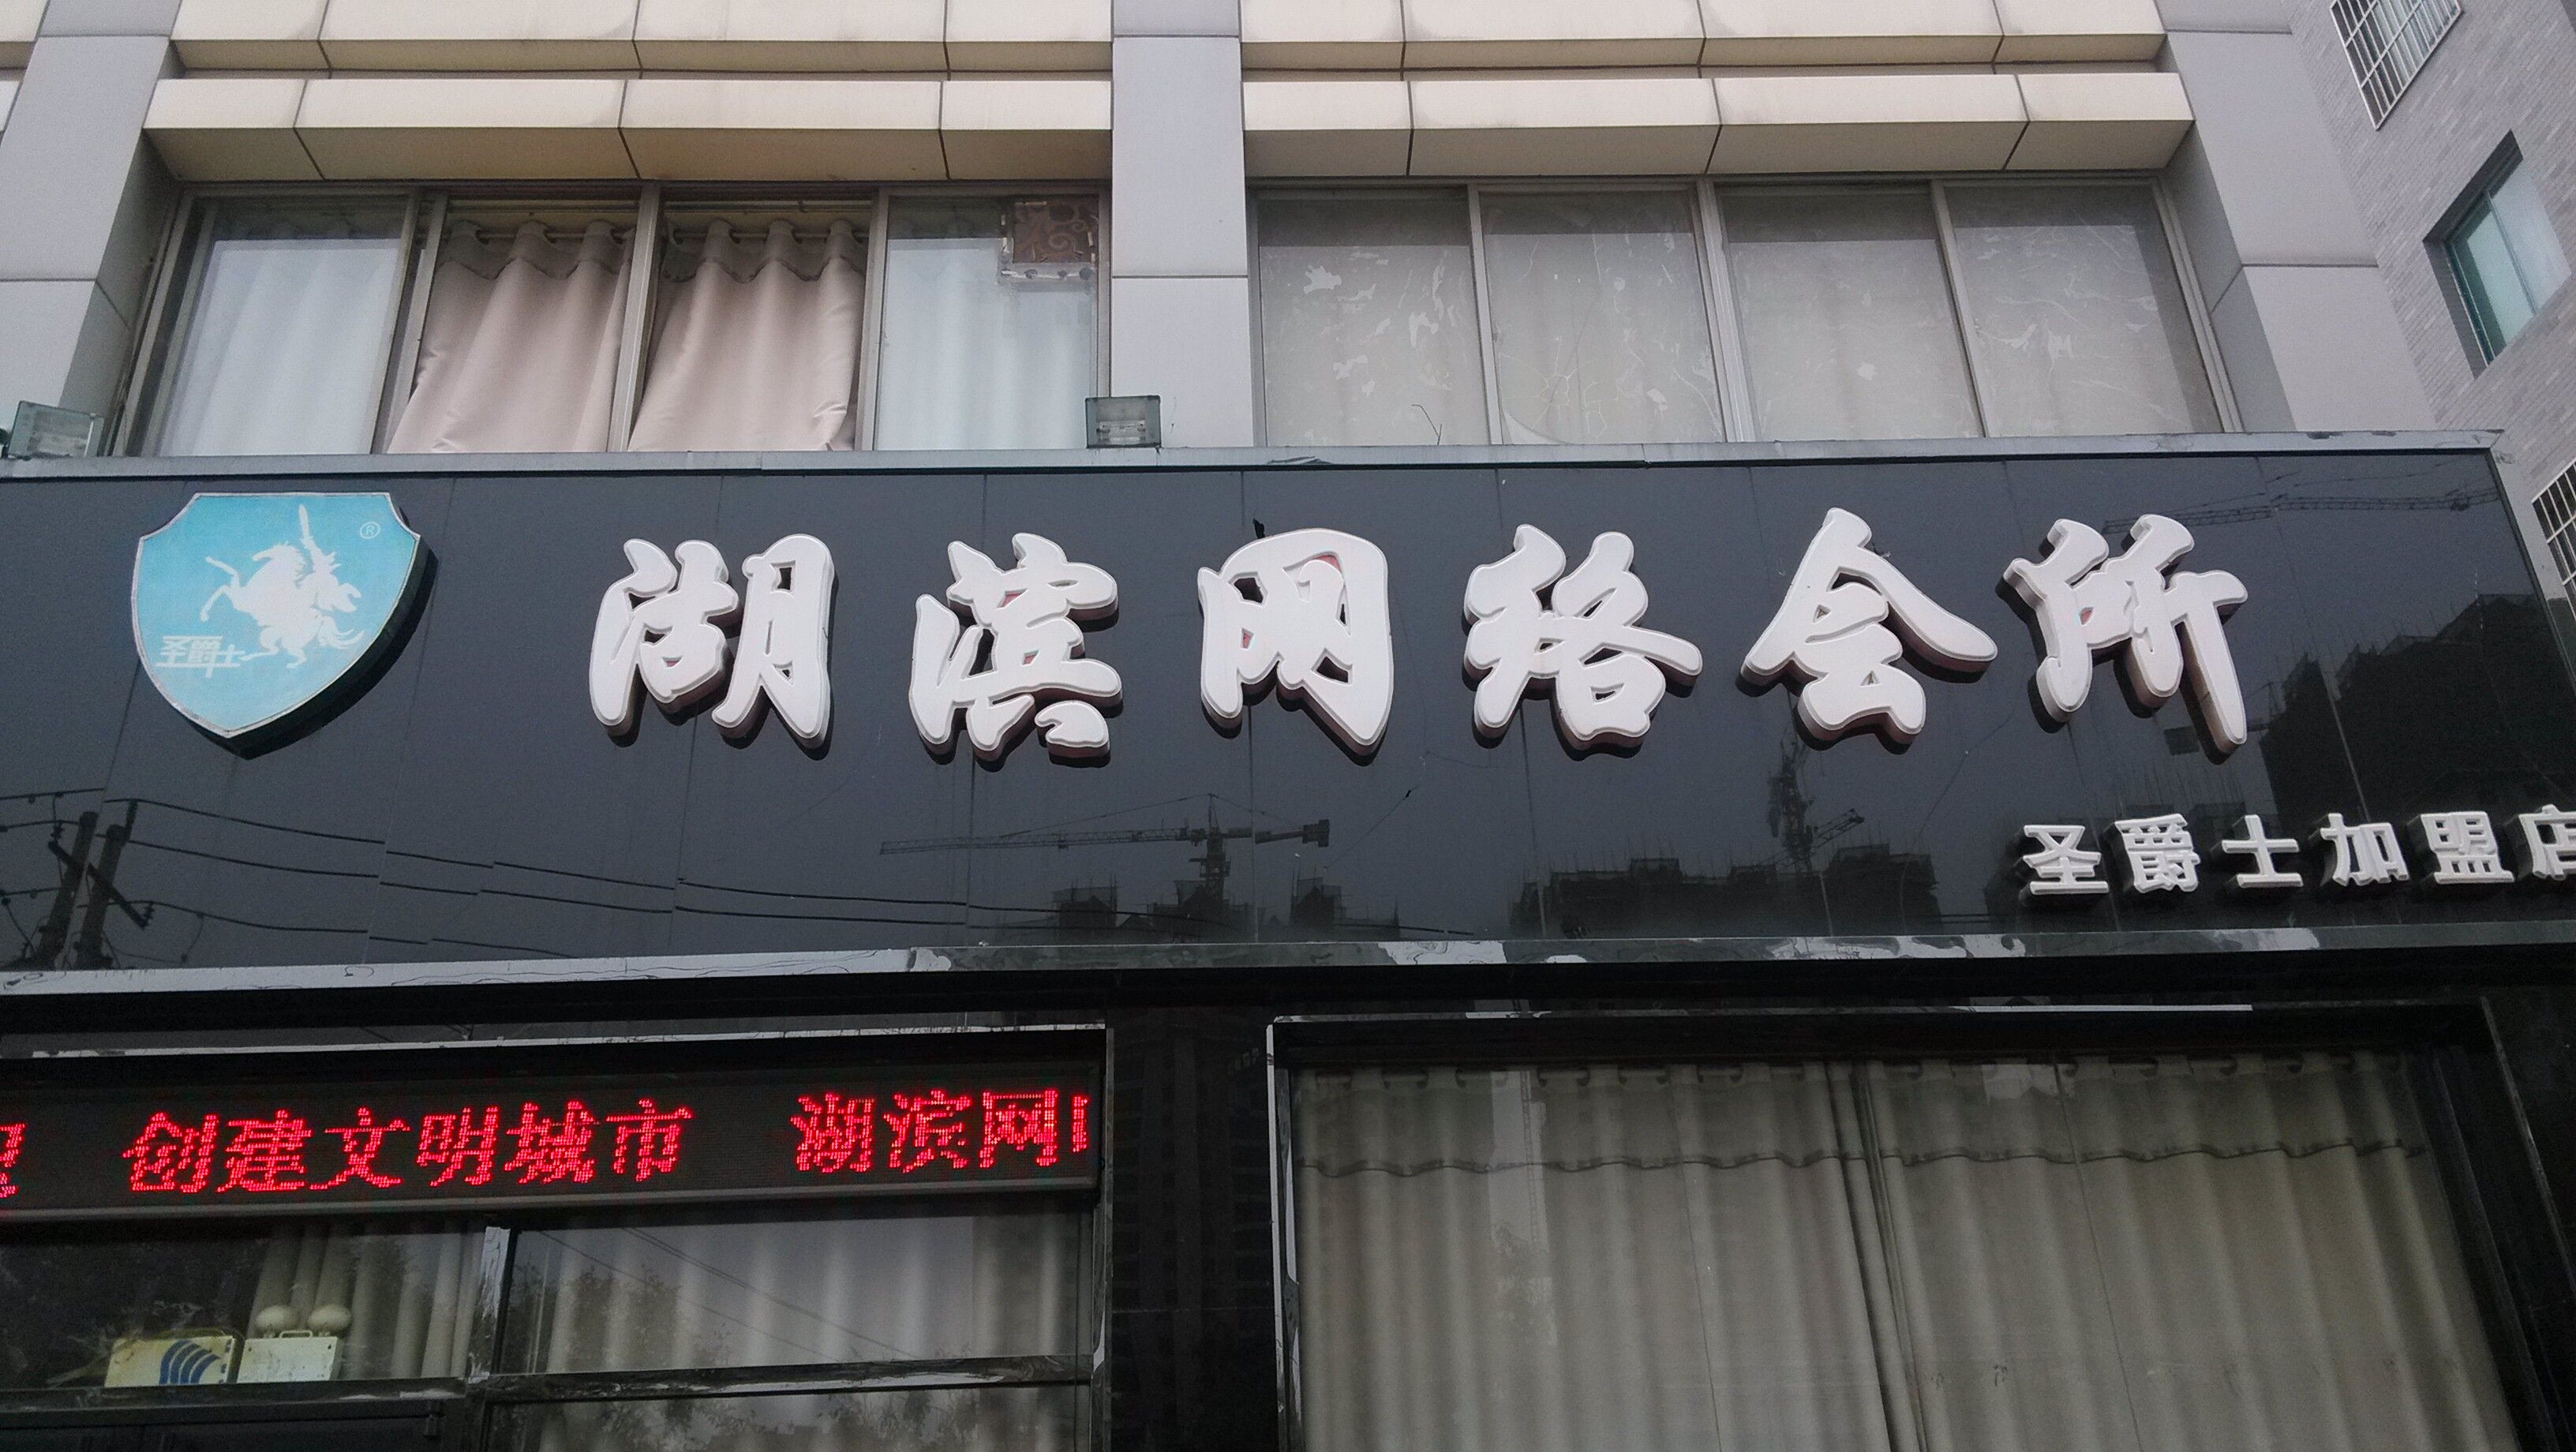 ®
圣爵士
湖滨网络会所
圣爵士加盟店
创建文明城市 湖滨网